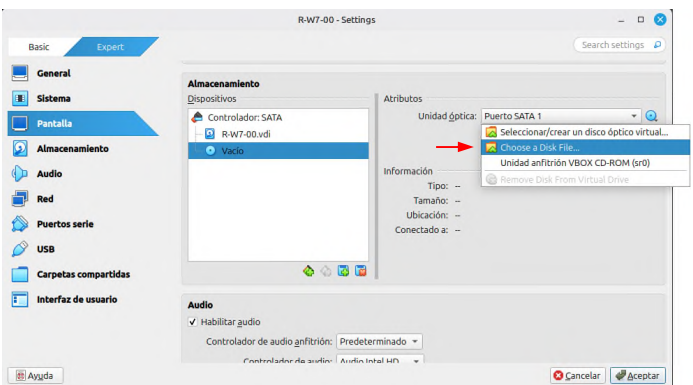 R-W7-00 - Settings
Basic
Expert
Search settings
General
Sistema
Pantalla
Almacenamiento
Audio
Red
Puertos serie
USB
Carpetas compartidas
Interfaz de usuario
Almacenamiento
Dispositivos
Controlador: SATA
R-W7-00.vdi
Vacío
Atributos
Unidad óptica: Puerto SATA 1
Seleccionar/crear un disco óptico virtual...
Choose a Disk File...
Unidad anfitrión VBOX CD-ROM (sr0)
Remove Disk From Virtual Drive
Información
Tipo: --
Tamaño: --
Ubicación: --
Conectado a: --
Audio
Habilitar audio
Controlador de audio anfitrión: Predeterminado
Controlador de audio: Audio Intel HD
Ayuda
Cancelar
Aceptar